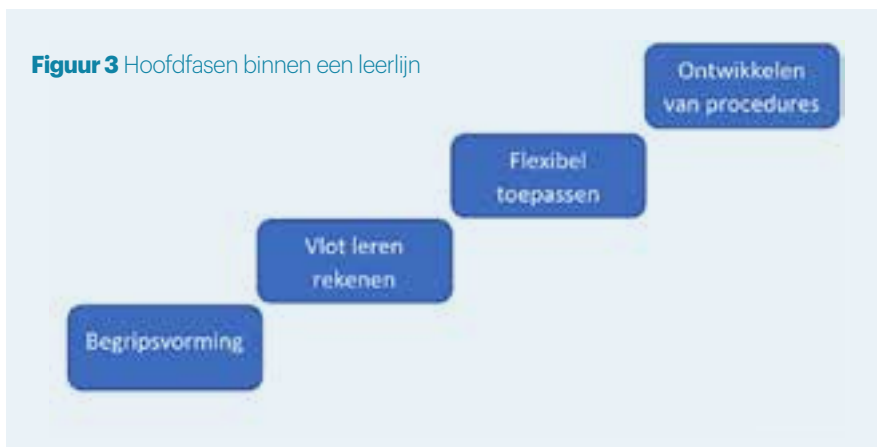 Figuur 3 Hoofdfasen binnen een leerlijn
Ontwikkelen
van procedures
Flexibel
toepassen
Vlot leren
rekenen
Begripsvorming